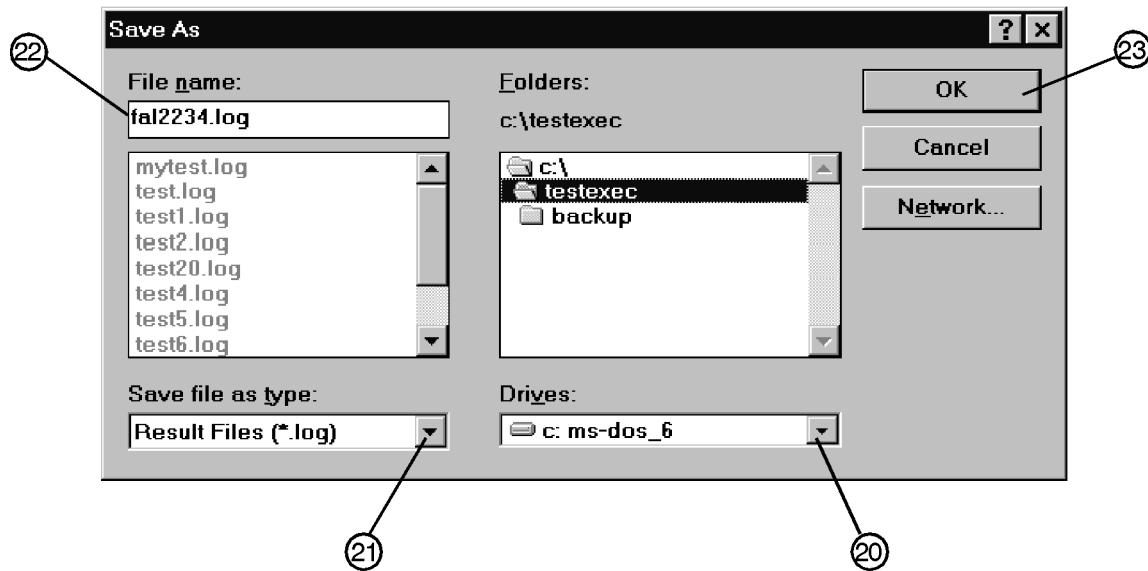 Save As
? x
22
23
File name:
Folders:
OK
fal2234.log
c:\testexec
Cancel
mytest.log
test.log
test1.log
test2.log
test20.log
test4.log
test5.log
test6.log
c:\
testexec
backup
Network...
Save file as type:
Drives:
Result Files (*.log)
c: ms-dos_6
21
20